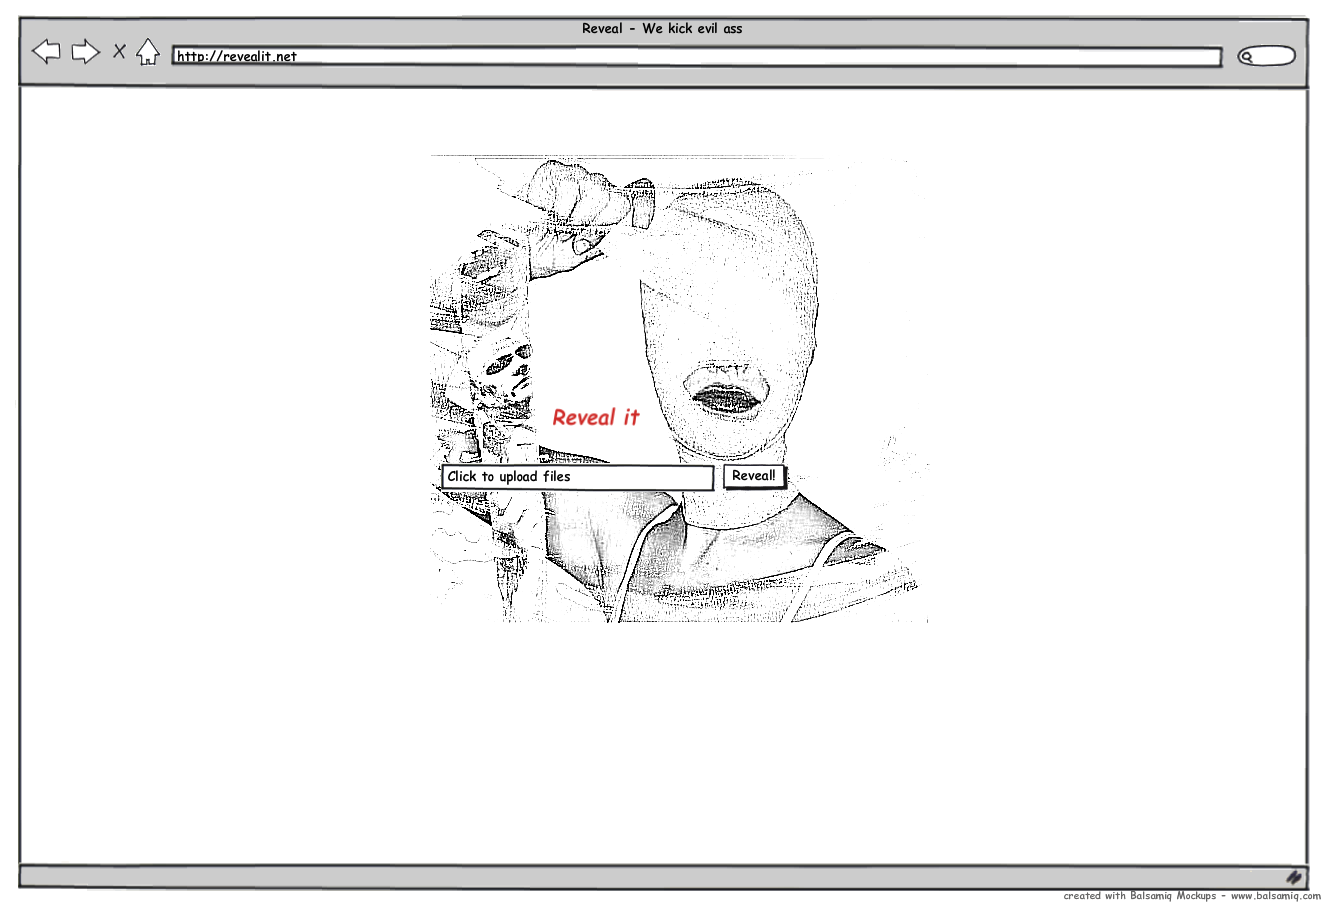 Reveal - We kick evil ass
http://revealit.net
Reveal it
Click to upload files
Reveal!
created with Balsamiq Mockups - www.balsamiq.com